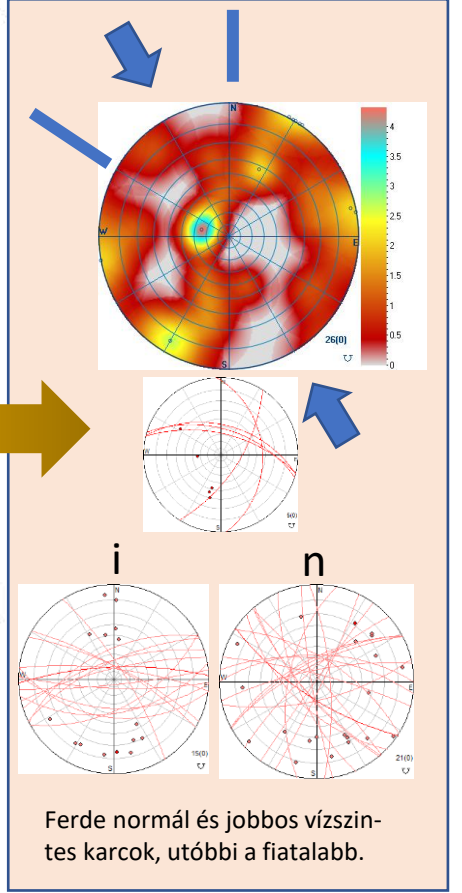 N
W
E
S
4
3.5
3
2.5
2
1.5
1
0.5
0
26(0)
N
W
E
S
i
n
N
W
E
S
15(0)
N
W
E
S
21(0)
Ferde normál és jobbos vízszin-
tes karcok, utóbbi a fiatalabb.